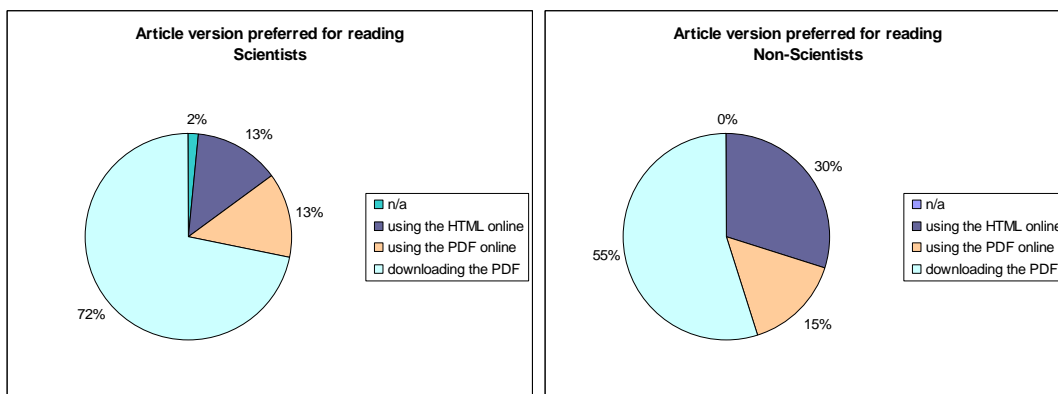 Article version preferred for reading
Scientists
2%
13%
13%
72%
n/a
using the HTML online
using the PDF online
downloading the PDF
Article version preferred for reading
Non-Scientists
0%
30%
15%
55%
n/a
using the HTML online
using the PDF online
downloading the PDF